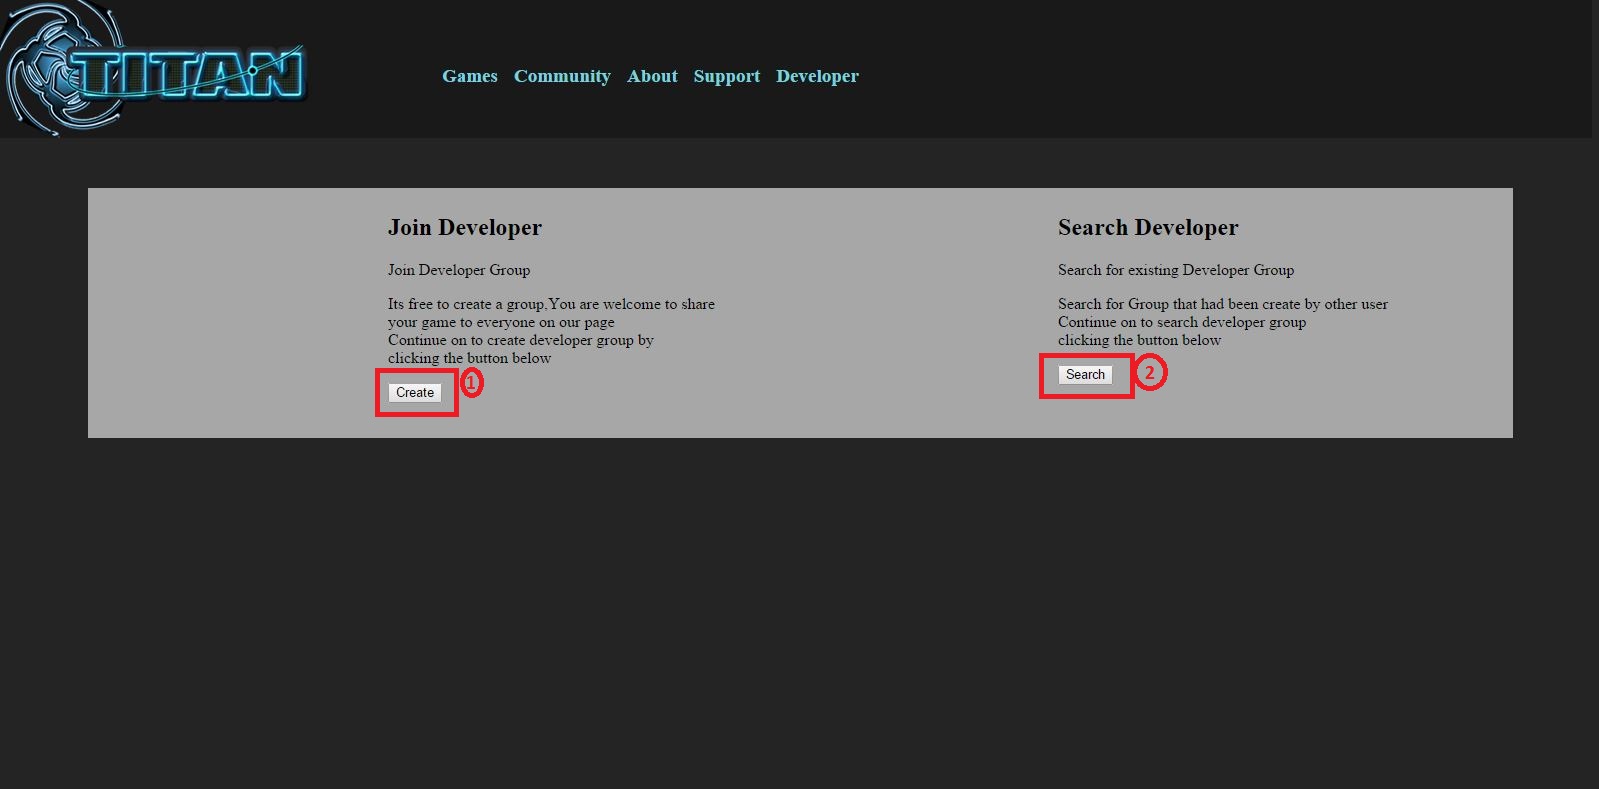 TITAN
Games Community About Support Developer
Join Developer
Join Developer Group
Its free to create a group,You are welcome to share
your game to everyone on our page
Continue on to create developer group by
clicking the button below
Create
1
Search Developer
Search for existing Developer Group
Search for Group that had been create by other user
Continue on to search developer group
clicking the button below
Search
2